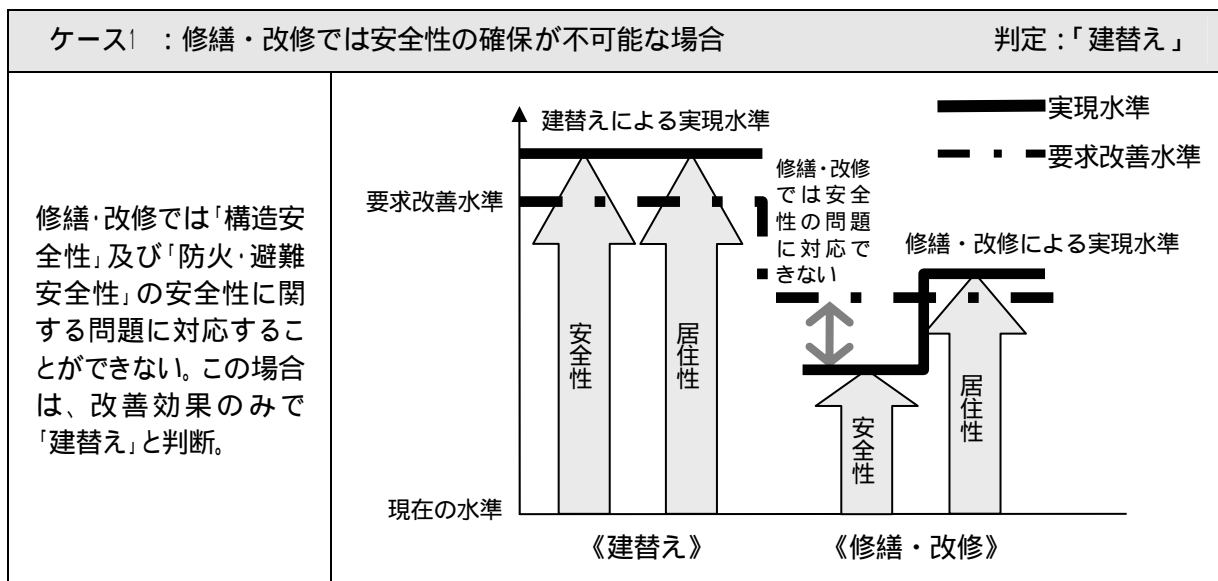 ケース1 ：修繕・改修では安全性の確保が不可能な場合 判定：「建替え」
修繕・改修では「構造安
全性」及び「防火・避難
安全性」の安全性に関
する問題に対応するこ
とができない。この場合
は、改善効果のみで
「建替え」と判断。
実現水準
要求改善水準
建替えによる実現水準
修繕・改修
では安全
性の問題
に対応で
きない
要求改善水準
修繕・改修による実現水準
安全性
居住性
安全性
居住性
現在の水準
《建替え》
《修繕・改修》